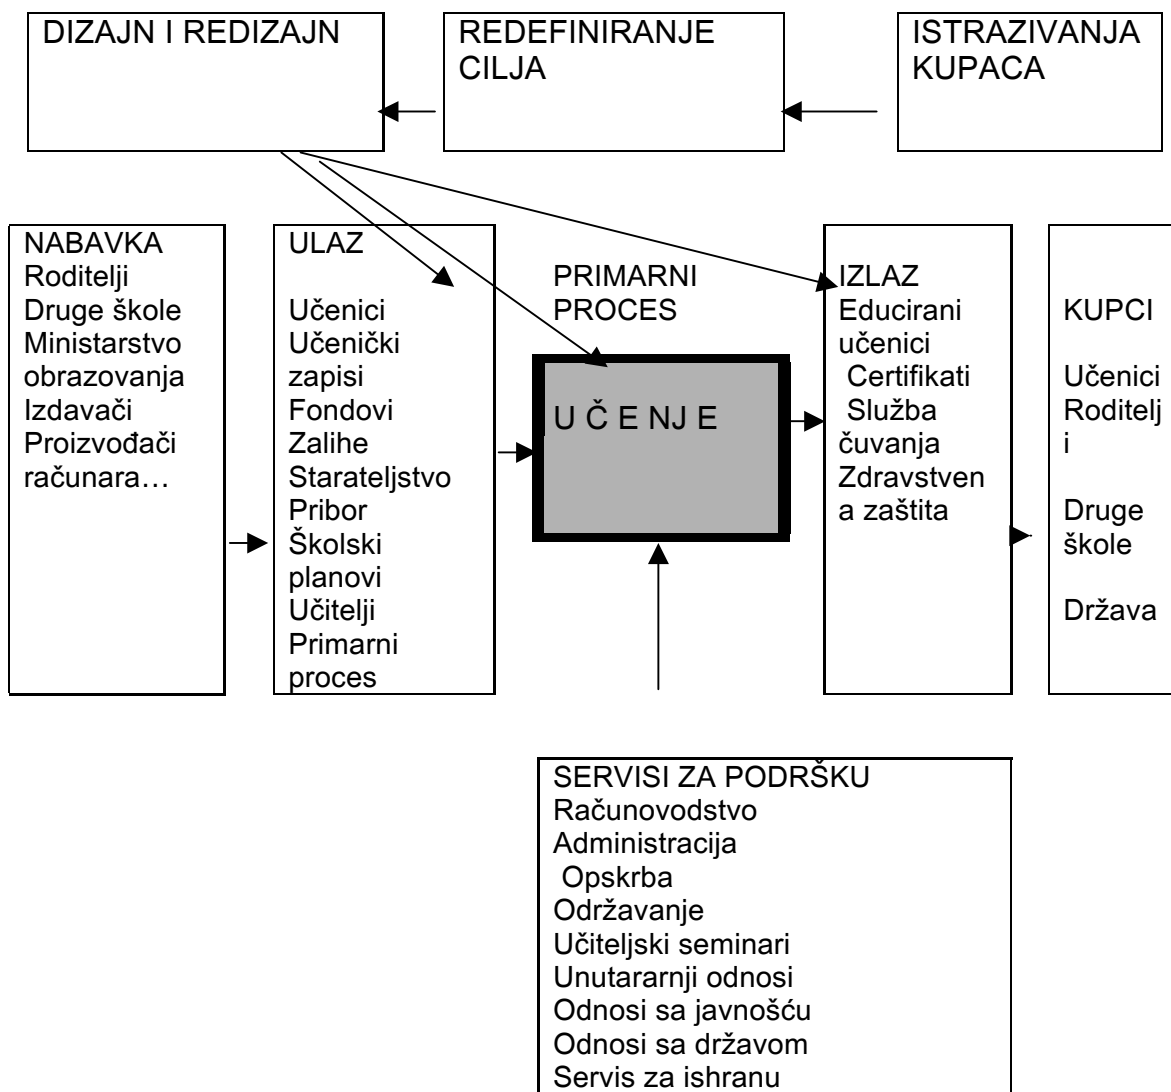 DIZAJN I REDIZAJN
REDEFINIRANJE
CILJA
ISTRAZIVANJA
KUPACA
NABAVKA
Roditelji
Druge škole
Ministarstvo
obrazovanja
Izdavači
Proizvođači
računara…
ULAZ
Učenici
Učenički
zapisi
Fondovi
Zalihe
Starateljstvo
Pribor
Školski
planovi
Učitelji
Primarni
proces
PRIMARNI
PROCES
U Č E NJ E
IZLAZ
Educirani
učenici
Certifikati
Služba
čuvanja
Zdravstven
a zaštita
KUPCI
Učenici
Roditelj
i
Druge
škole
Država
SERVISI ZA PODRŠKU
Računovodstvo
Administracija
Opskrba
Održavanje
Učiteljski seminari
Unutararnji odnosi
Odnosi sa javnošću
Odnosi sa državom
Servis za ishranu